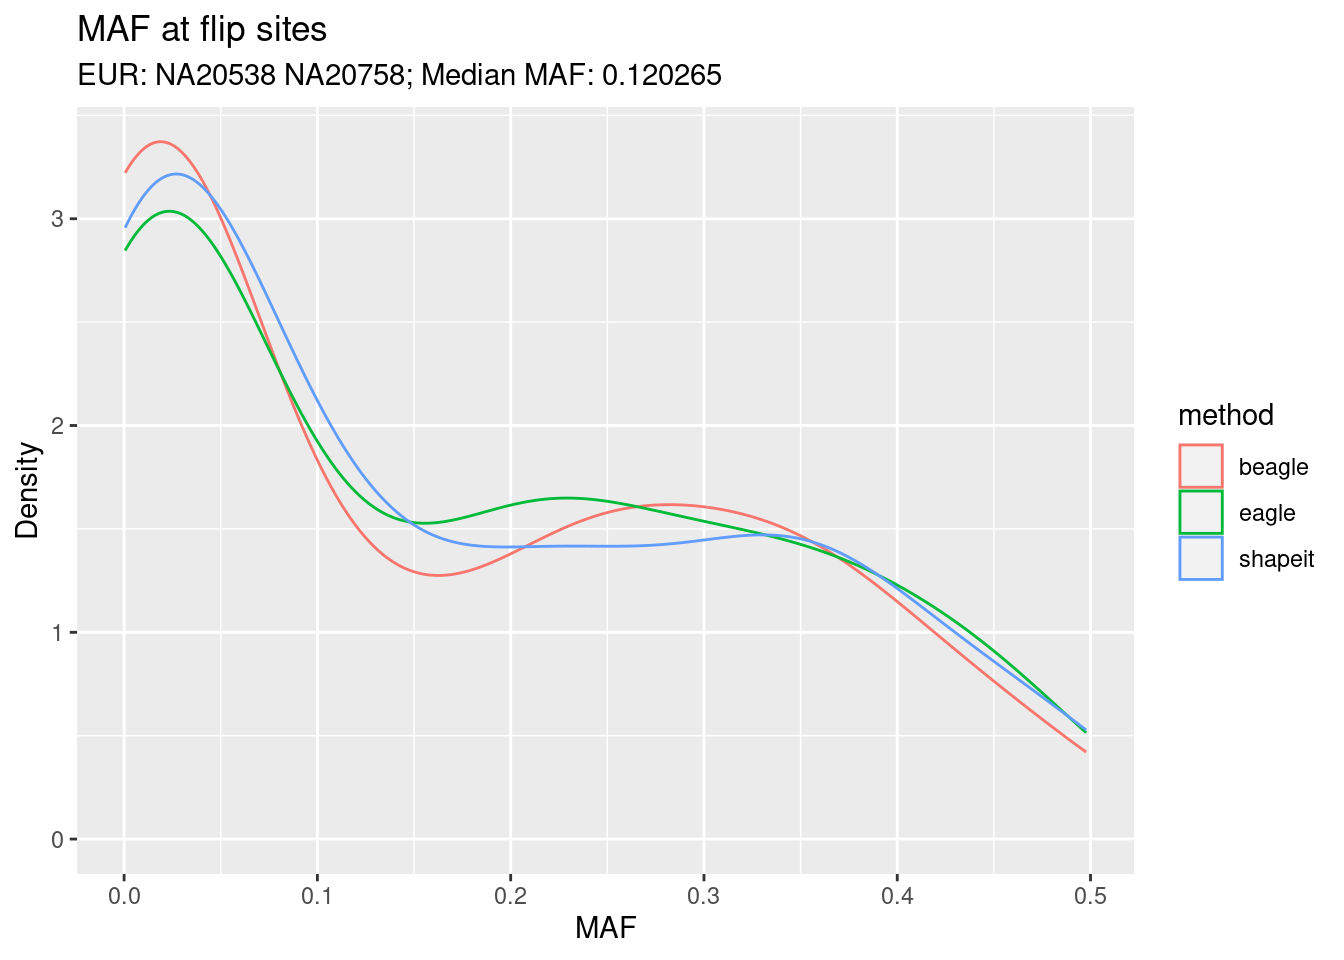 MAF at flip sites
EUR: NA20538 NA20758; Median MAF: 0.120265
Density
3
2
1
0
0.0 0.1 0.2 0.3 0.4 0.5
MAF
method
beagle
eagle
shapeit